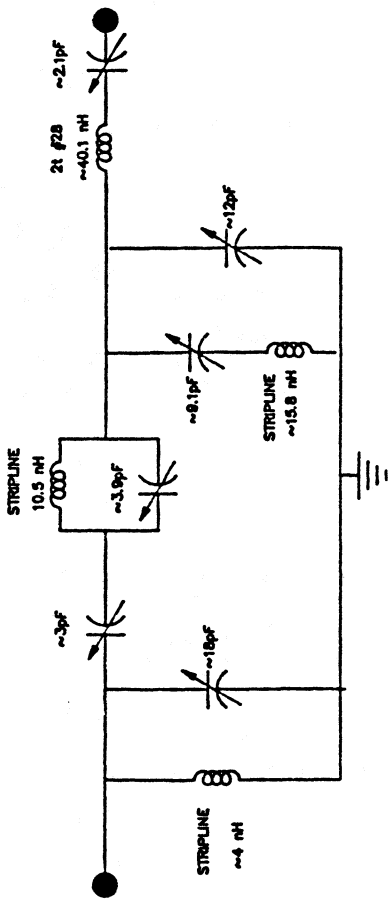 ~2.1pF
2t #28
~40.1 nH
~12pF
~9.1pF
STRIPLINE
~15.8 nH
STRIPLINE
10.5 nH
~3.9pF
~3pF
~18pF
STRIPLINE
~4 nH